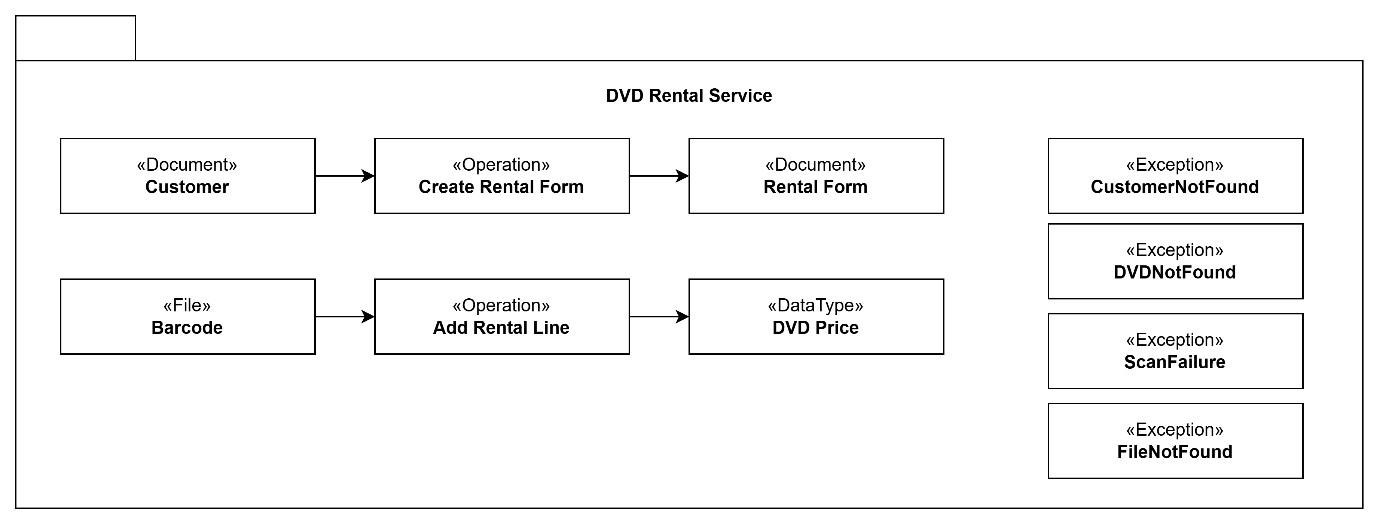 DVD Rental Service
«Document»
Customer
«Operation»
Create Rental Form
«Document»
Rental Form
«Exception»
CustomerNotFound
«Exception»
DVDNotFound
«File»
Barcode
«Operation»
Add Rental Line
«DataType»
DVD Price
«Exception»
ScanFailure
«Exception»
FileNotFound